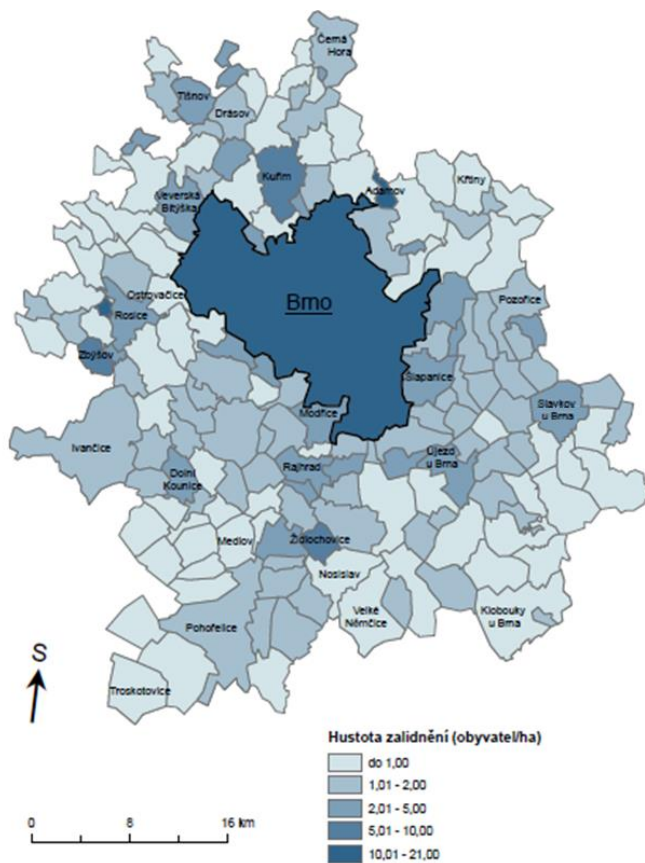 Černá
Hora
Tišnov
Drásov
Kuřim
Adamov
Křtiny
Veverská
Bítýška
Ostrovačice
Rosice
Zbýšov
Brno
Pozořice
Šlapanice
Slavkov
u Brna
Modřice
Ivančice
Rajhrad
Újezd
u Brna
Dolní
Kounice
Medlov
Židlochovice
Nosislav
Velké
Němčice
Klobouky
u Brna
Pohořelice
Troskotovice
S
Hustota zalidnění (obyvatel/ha)
do 1,00
1,01 - 2,00
2,01 - 5,00
5,01 - 10,00
10,01 - 21,00
0 8 16 km